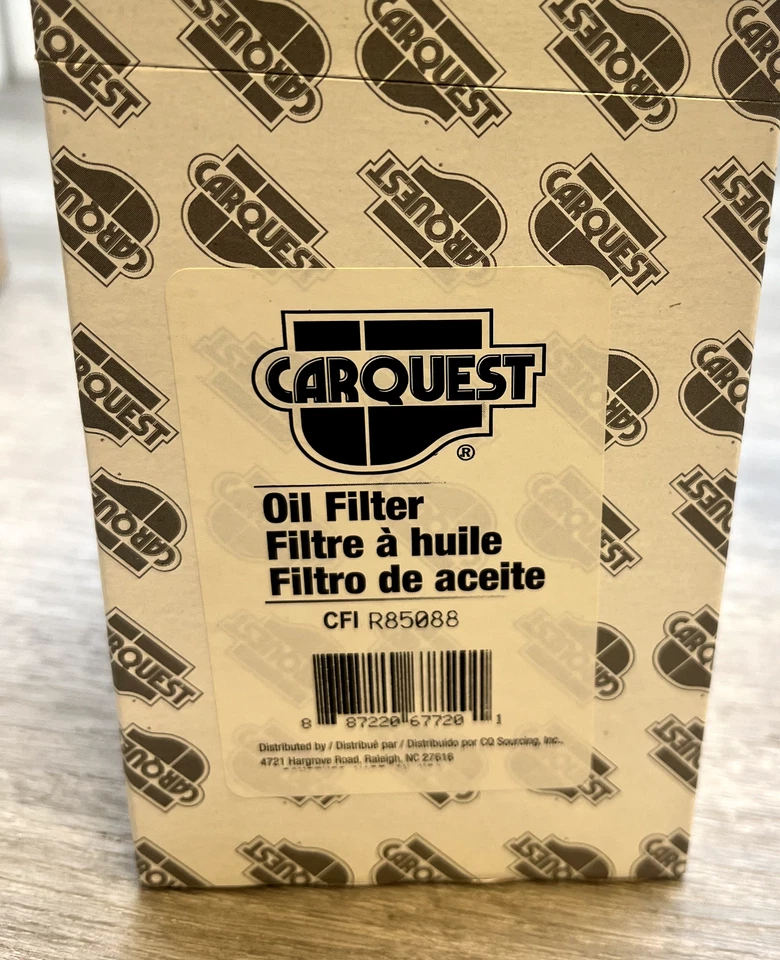 CARQUEST
®
Oil Filter
Filtre à huile
Filtro de aceite
CFI R85088
8 87220 67720 1
Distributed by / Distribué par / Distribuido por CQ Sourcing, Inc.,
4721 Hargrove Road, Raleigh, NC 27616